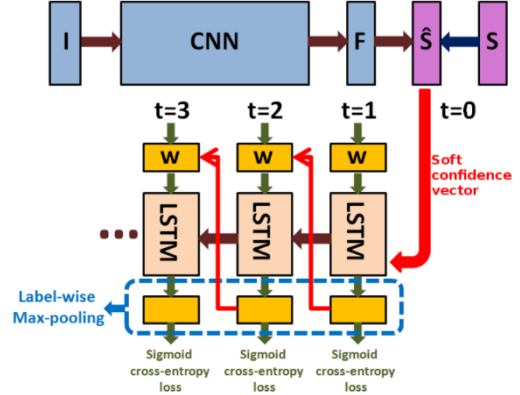 I
CNN
F
Ŝ
S
t=3
t=2
t=1
t=0
W
W
W
Soft
confidence
vector
LSTM
LSTM
LSTM
Label-wise
Max-pooling
Sigmoid
cross-entropy
loss
Sigmoid
cross-entropy
loss
Sigmoid
cross-entropy
loss